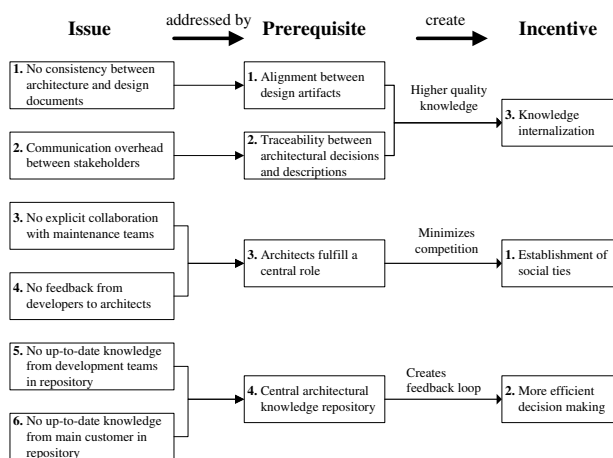 Issue
addressed by
Prerequisite
create
Incentive
1. No consistency between
architecture and design
documents
1. Alignment between
design artifacts
Higher quality
knowledge
3. Knowledge
internalization
2. Communication overhead
between stakeholders
2. Traceability between
architectural decisions
and descriptions
3. No explicit collaboration
with maintenance teams
4. No feedback from
developers to architects
3. Architects fulfill a
central role
Minimizes
competition
1. Establishment of
social ties
5. No up-to-date knowledge
from development teams
in repository
6. No up-to-date knowledge
from main customer in
repository
4. Central architectural
knowledge repository
Creates
feedback loop
2. More efficient
decision making